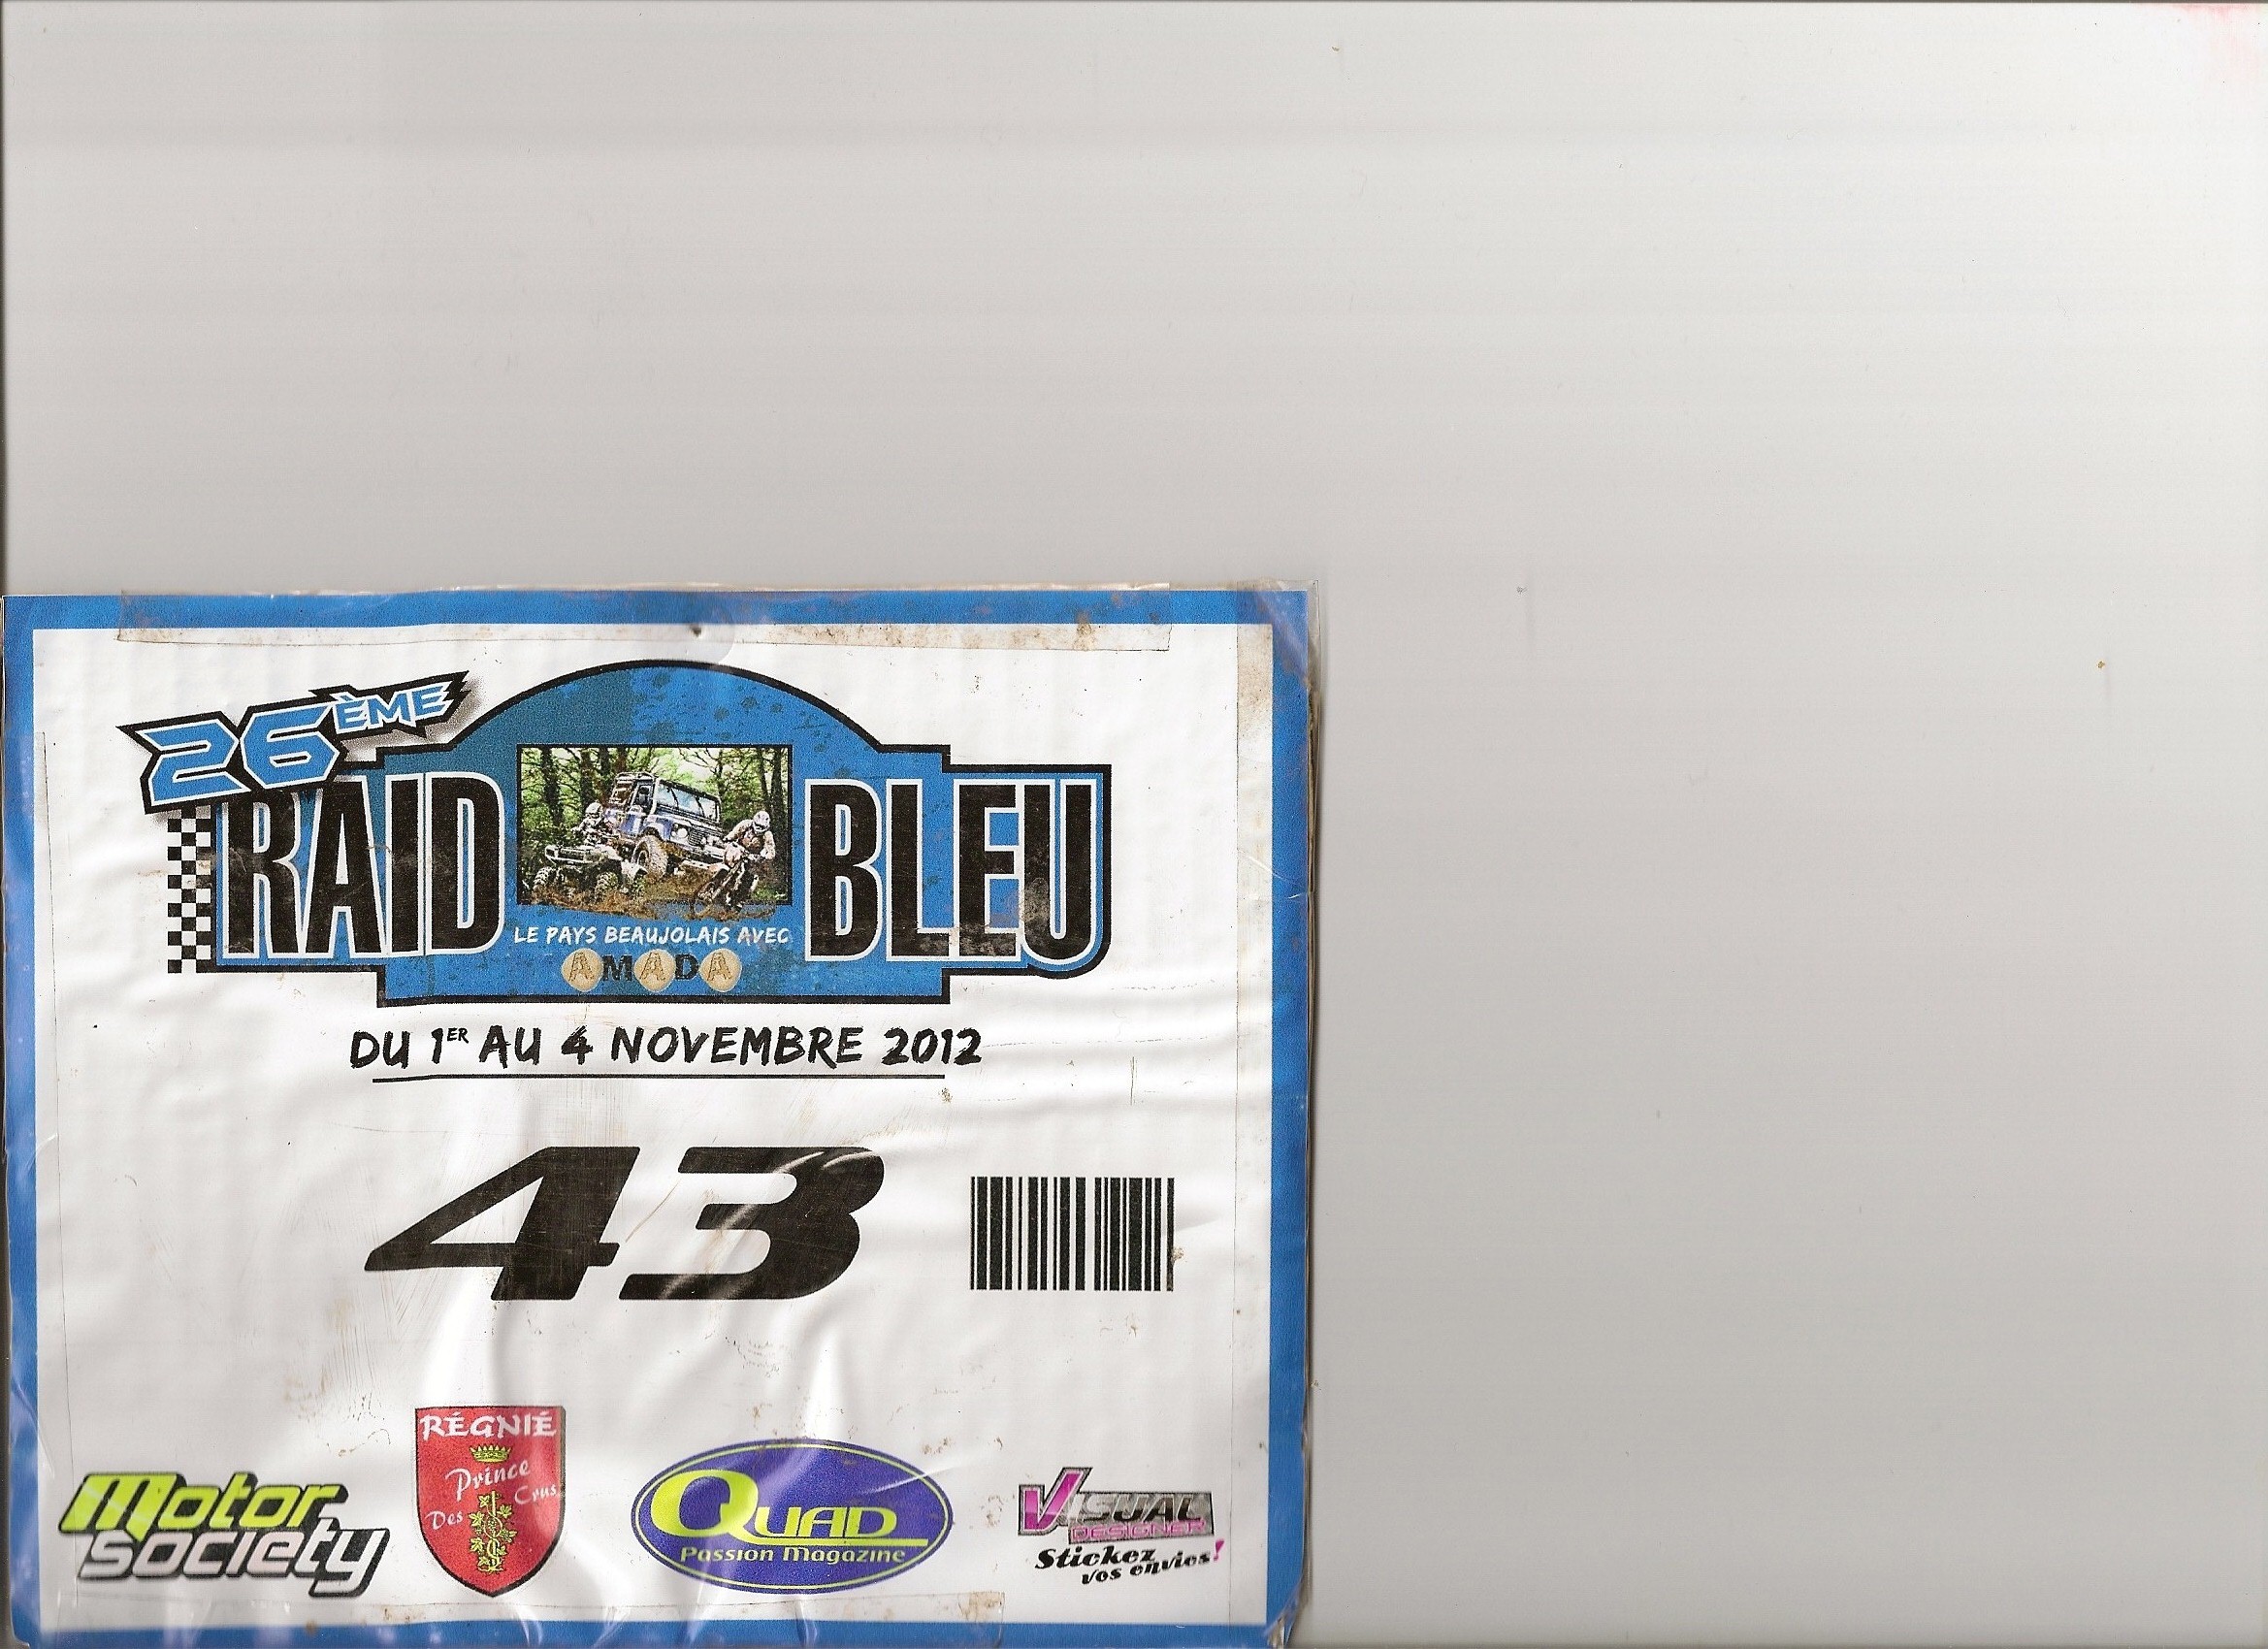 26ÈME
RAID BLEU
LE PAYS BEAUJOLAIS AVEC
AMADA
DU 1ER AU 4 NOVEMBRE 2012
43
Motor
Society
RÉGNIÉ
Prince
Des Crus
QUAD
Passion Magazine
VISUAL
DESIGNER
Stickez
vos envies!